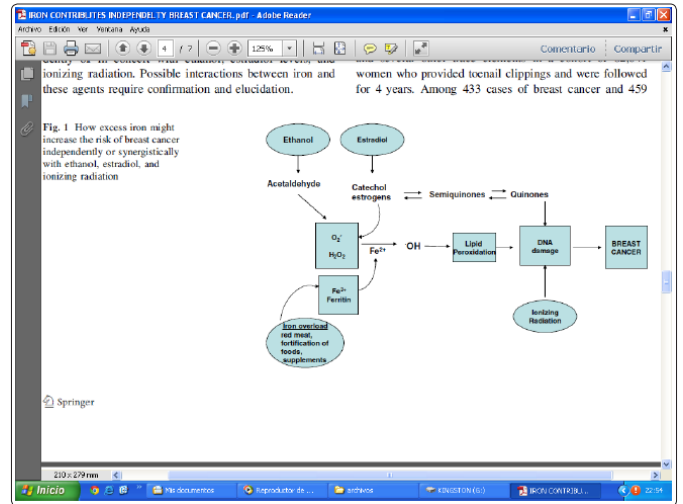 IRON CONTRIBUTES INDEPENDELTY BREAST CANCER.pdf - Adobe Reader
Archivo Edición Ver Ventana Ayuda
4 / 7 125% Comentario Compartir
ionizing radiation. Possible interactions between iron and
these agents require confirmation and elucidation.
women who provided toenail clippings and were followed
for 4 years. Among 433 cases of breast cancer and 459
Fig. 1 How excess iron might
increase the risk of breast cancer
independently or synergistically
with ethanol, estradiol, and
ionizing radiation
Ethanol
Estradiol
Acetaldehyde
Catechol
estrogens
Semiquinones
Quinones
O₂⁻
H₂O₂
Fe²⁺
·OH
Lipid
Peroxidation
DNA
damage
BREAST
CANCER
Fe³⁺
Ferritin
Ionizing
Radiation
Iron overload
red meat,
fortification of
foods,
supplements
Springer
210 x 279 mm
Inicio
Mis documentos
Reproductor de ...
archivos
KINGSTON (G:)
IRON CONTRIBU...
22:54